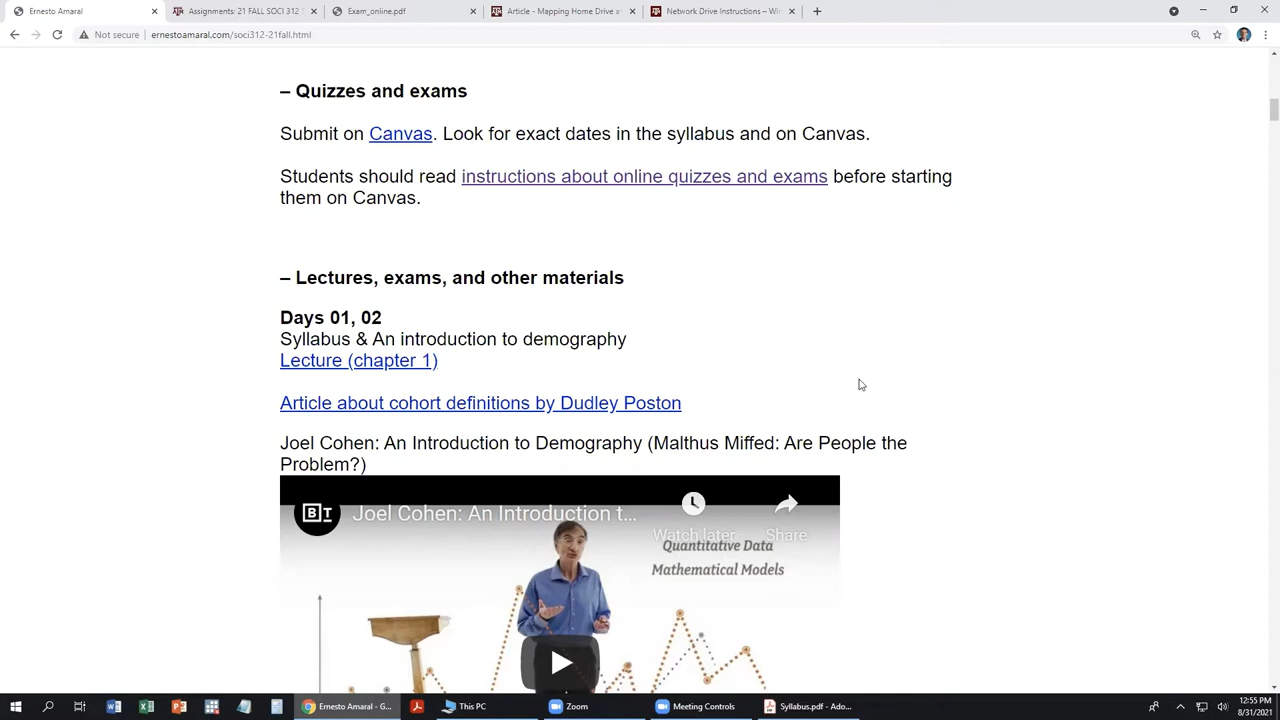 Ernesto Amaral
Assignments: 21 FALL SOCI 312 5
Exam_online.pdf
Article - Mapping Home Drive a
Network Drive Instructions – Wi
Not secure
ernestoamaral.com/soci312-21fall.html
– Quizzes and exams
Submit on Canvas. Look for exact dates in the syllabus and on Canvas.
Students should read instructions about online quizzes and exams before starting
them on Canvas.
– Lectures, exams, and other materials
Days 01, 02
Syllabus & An introduction to demography
Lecture (chapter 1)
Article about cohort definitions by Dudley Poston
Joel Cohen: An Introduction to Demography (Malthus Miffed: Are People the
Problem?)
BT
Joel Cohen: An Introduction t...
Watch later
Share
Quantitative Data
Mathematical Models
Ernesto Amaral - G...
This PC
Zoom
Meeting Controls
Syllabus.pdf - Ado...
12:55 PM
8/31/2021